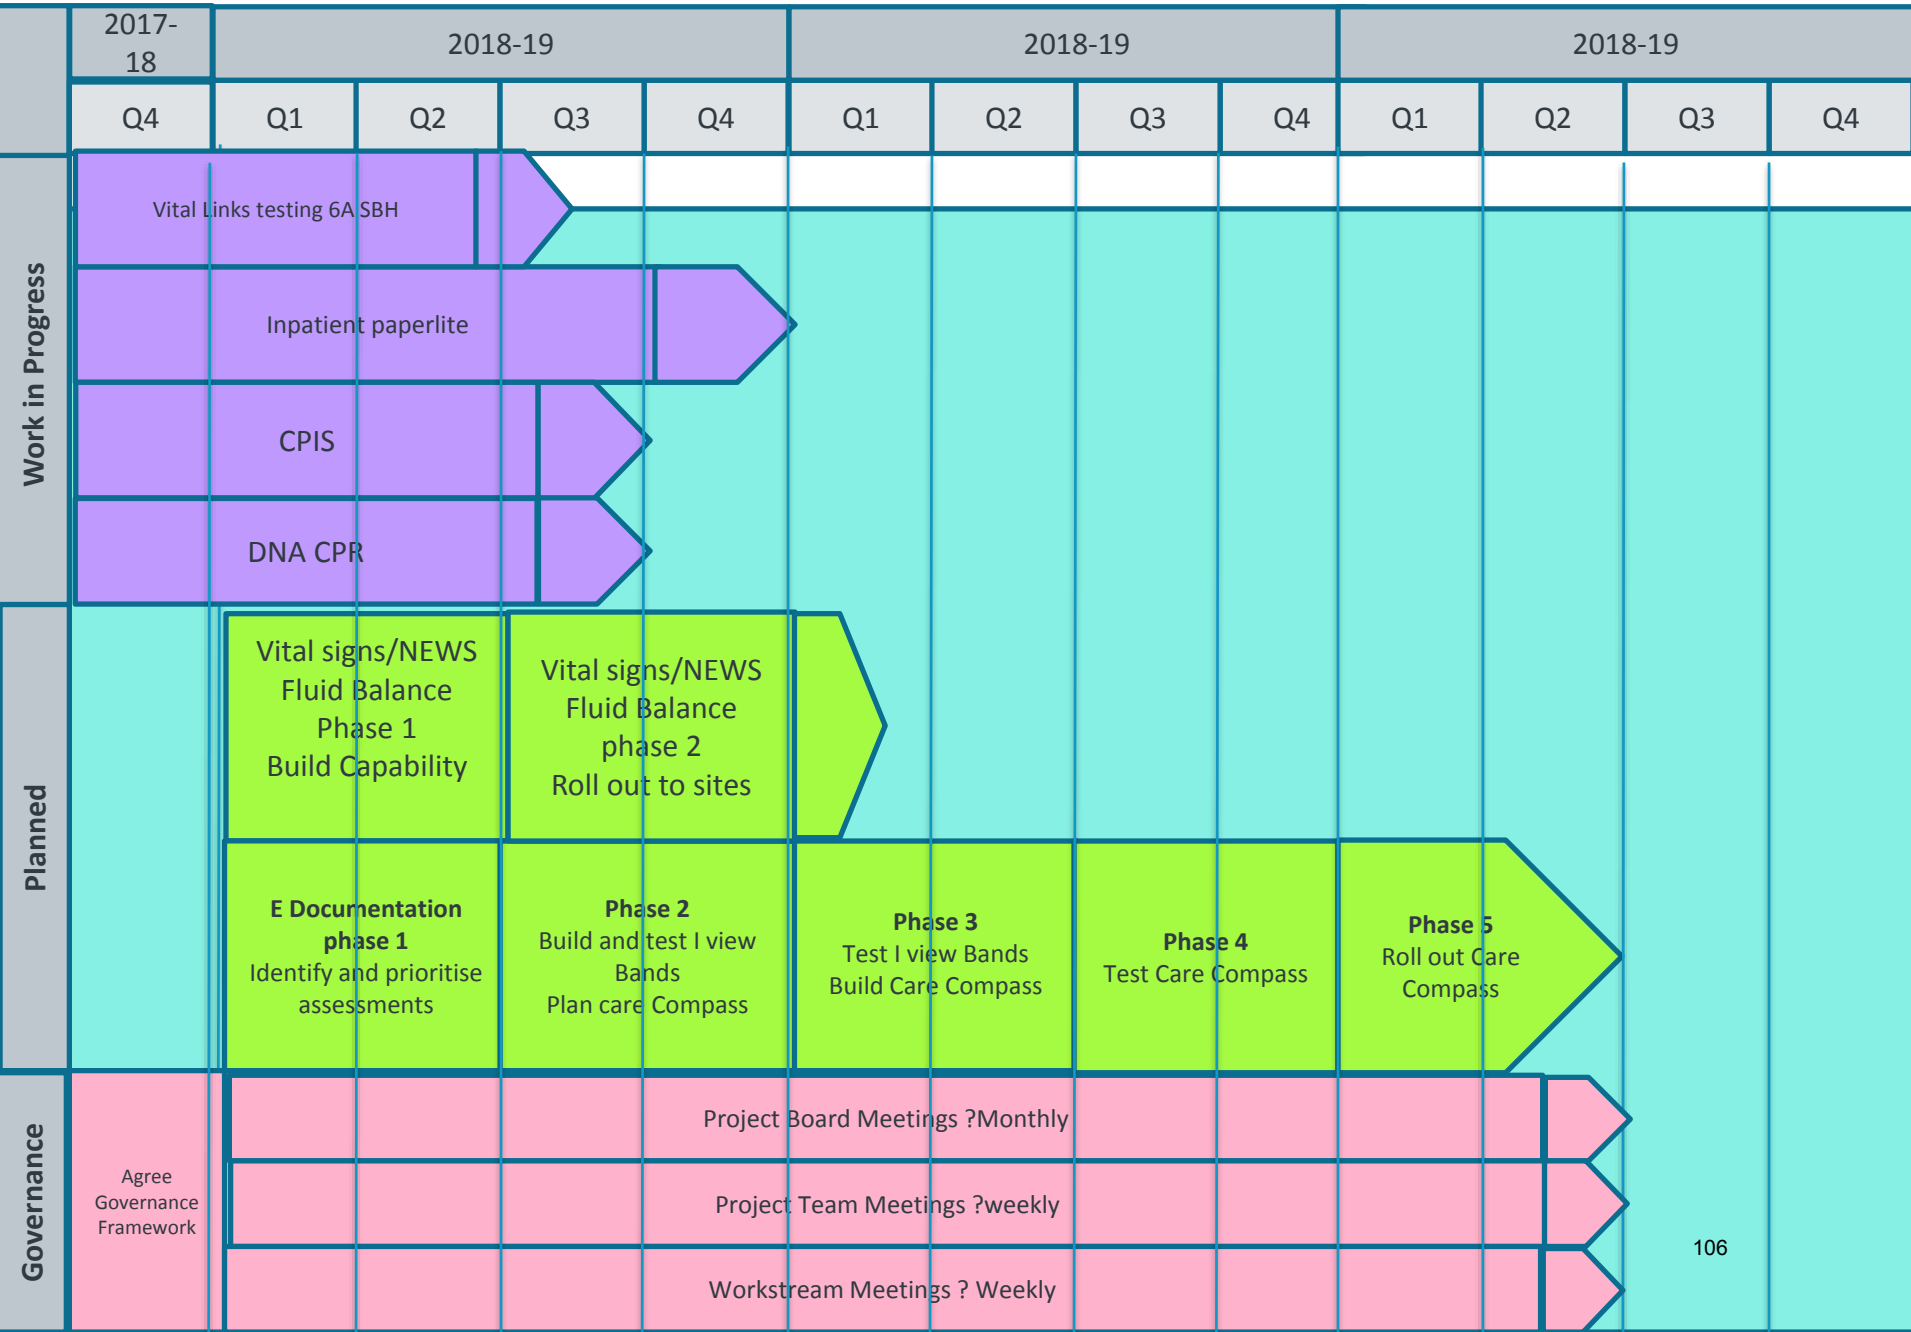 2017-
18
2018-19
2018-19
2018-19
Q4
Q1
Q2
Q3
Q4
Q1
Q2
Q3
Q4
Q1
Q2
Q3
Q4
Work in Progress
Vital Links testing 6A SBH
Inpatient paperlite
CPIS
DNA CPR
Planned
Vital signs/NEWS
Fluid Balance
Phase 1
Build Capability
Vital signs/NEWS
Fluid Balance
phase 2
Roll out to sites
E Documentation
phase 1
Identify and prioritise
assessments
Phase 2
Build and test I view
Bands
Plan care Compass
Phase 3
Test I view Bands
Build Care Compass
Phase 4
Test Care Compass
Phase 5
Roll out Care
Compass
Governance
Agree
Governance
Framework
Project Board Meetings ?Monthly
Project Team Meetings ?weekly
Workstream Meetings ? Weekly
106